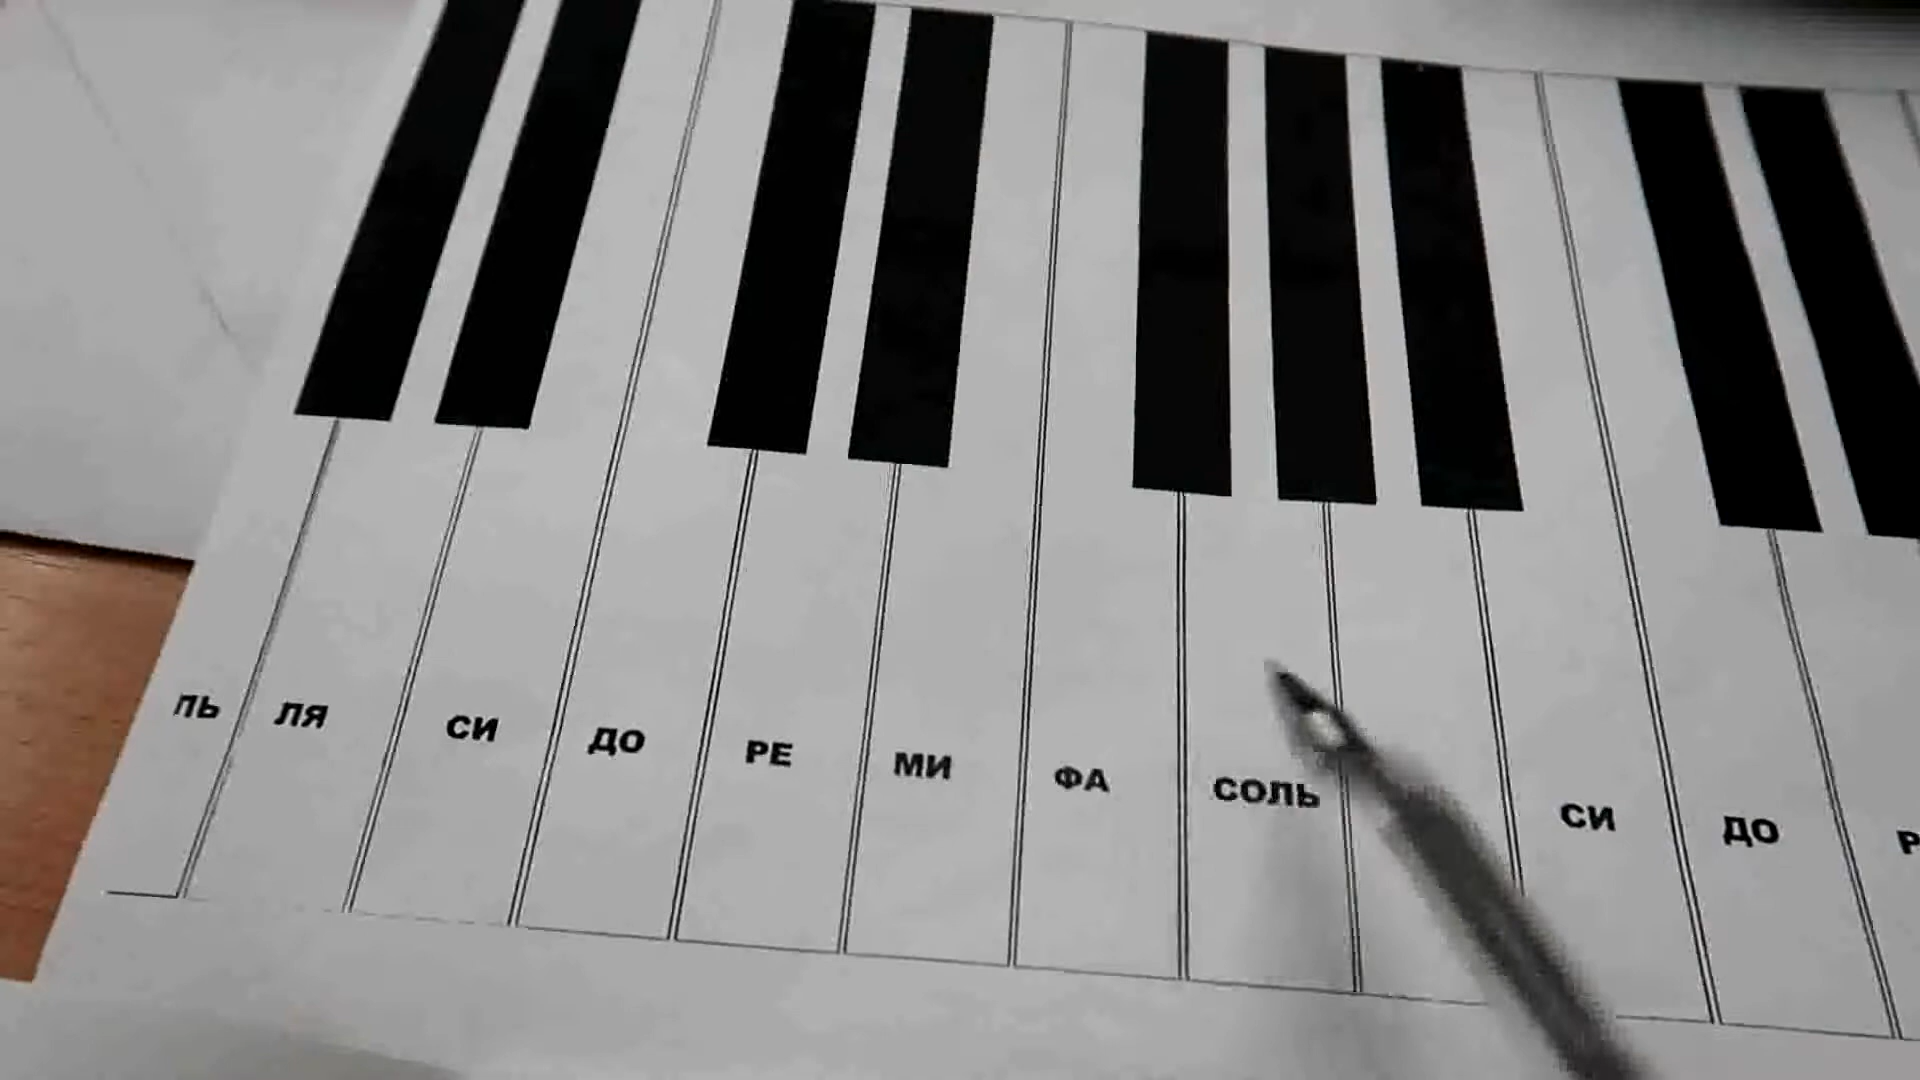 ЛЬ ЛЯ СИ ДО РЕ МИ ФА СОЛЬ СИ ДО Р